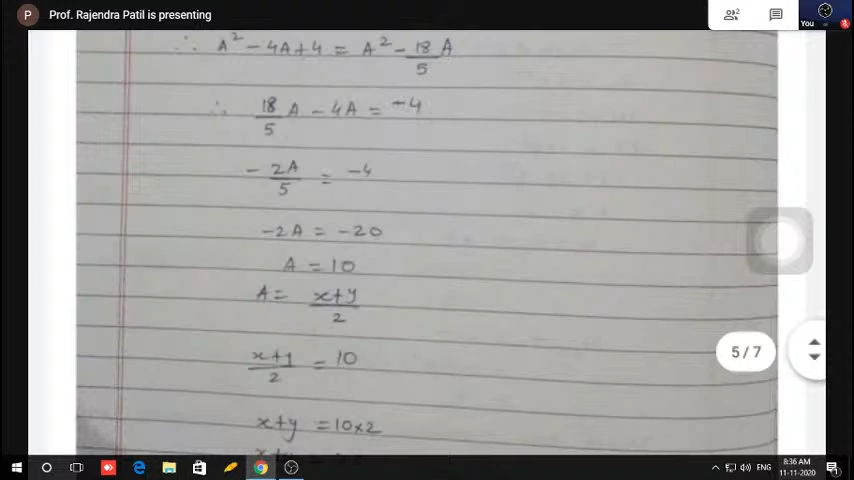 P Prof. Rajendra Patil is presenting
2
You
∴ A² - 4A + 4 = A² - 18/5 A
∴ 18/5 A - 4A = -4
- 2A/5 = -4
-2A = -20
A = 10
A = x+y/2
x+y/2 = 10
5 / 7
x+y = 10×2
ENG
8:36 AM
11-11-2020
1